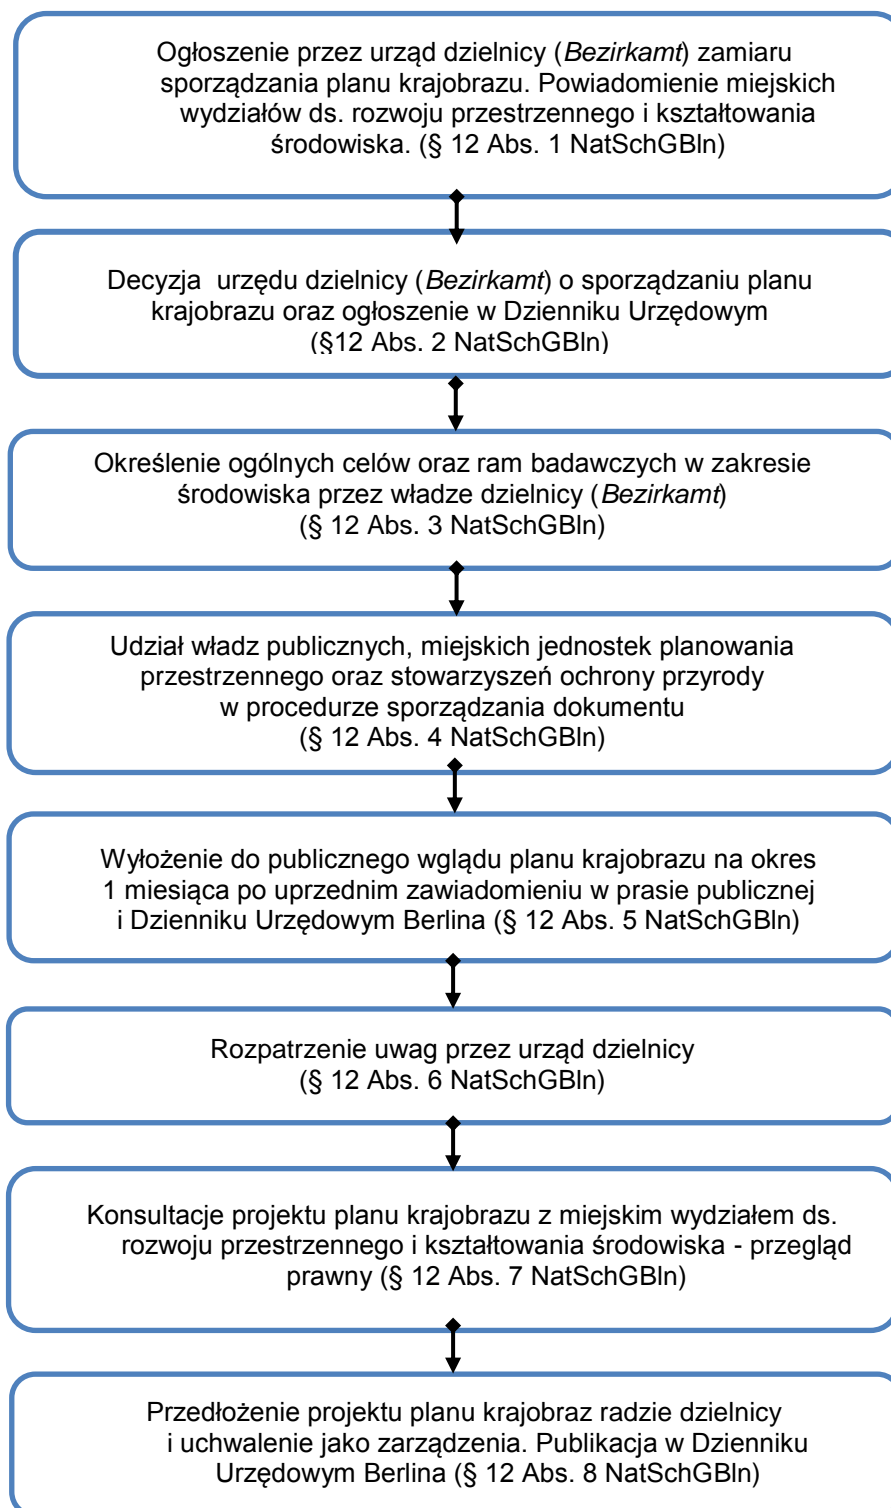 Ogłoszenie przez urząd dzielnicy (Bezirkamt) zamiaru
sporządzania planu krajobrazu. Powiadomienie miejskich
wydziałów ds. rozwoju przestrzennego i kształtowania
środowiska. (§ 12 Abs. 1 NatSchGBln)
Decyzja urzędu dzielnicy (Bezirkamt) o sporządzaniu planu
krajobrazu oraz ogłoszenie w Dzienniku Urzędowym
(§12 Abs. 2 NatSchGBln)
Określenie ogólnych celów oraz ram badawczych w zakresie
środowiska przez władze dzielnicy (Bezirkamt)
(§ 12 Abs. 3 NatSchGBln)
Udział władz publicznych, miejskich jednostek planowania
przestrzennego oraz stowarzyszeń ochrony przyrody
w procedurze sporządzania dokumentu
(§ 12 Abs. 4 NatSchGBln)
Wyłożenie do publicznego wglądu planu krajobrazu na okres
1 miesiąca po uprzednim zawiadomieniu w prasie publicznej
i Dzienniku Urzędowym Berlina (§ 12 Abs. 5 NatSchGBln)
Rozpatrzenie uwag przez urząd dzielnicy
(§ 12 Abs. 6 NatSchGBln)
Konsultacje projektu planu krajobrazu z miejskim wydziałem ds.
rozwoju przestrzennego i kształtowania środowiska - przegląd
prawny (§ 12 Abs. 7 NatSchGBln)
Przedłożenie projektu planu krajobraz radzie dzielnicy
i uchwalenie jako zarządzenia. Publikacja w Dzienniku
Urzędowym Berlina (§ 12 Abs. 8 NatSchGBln)